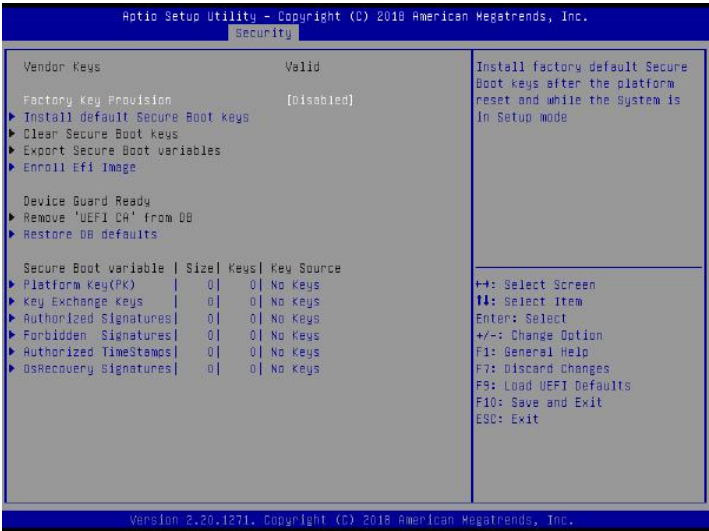 Aptio Setup Utility – Copyright (C) 2018 American Megatrends, Inc.
Security
Vendor Keys Valid
Factory Key Provision [Disabled]
Install default Secure Boot keys
Clear Secure Boot keys
Export Secure Boot variables
Enroll Efi Image
Device Guard Ready
Remove 'UEFI CA' from DB
Restore DB defaults
Secure Boot variable | Size| Keys| Key Source
Platform Key(PK) | 0| 0| No Keys
Key Exchange Keys | 0| 0| No Keys
Authorized Signatures| 0| 0| No Keys
Forbidden Signatures| 0| 0| No Keys
Authorized TimeStamps| 0| 0| No Keys
OsRecovery Signatures| 0| 0| No Keys
Install factory default Secure
Boot keys after the platform
reset and while the System is
in Setup mode
→←: Select Screen
↑↓: Select Item
Enter: Select
+/-: Change Option
F1: General Help
F7: Discard Changes
F9: Load UEFI Defaults
F10: Save and Exit
ESC: Exit
Version 2.20.1271. Copyright (C) 2018 American Megatrends, Inc.